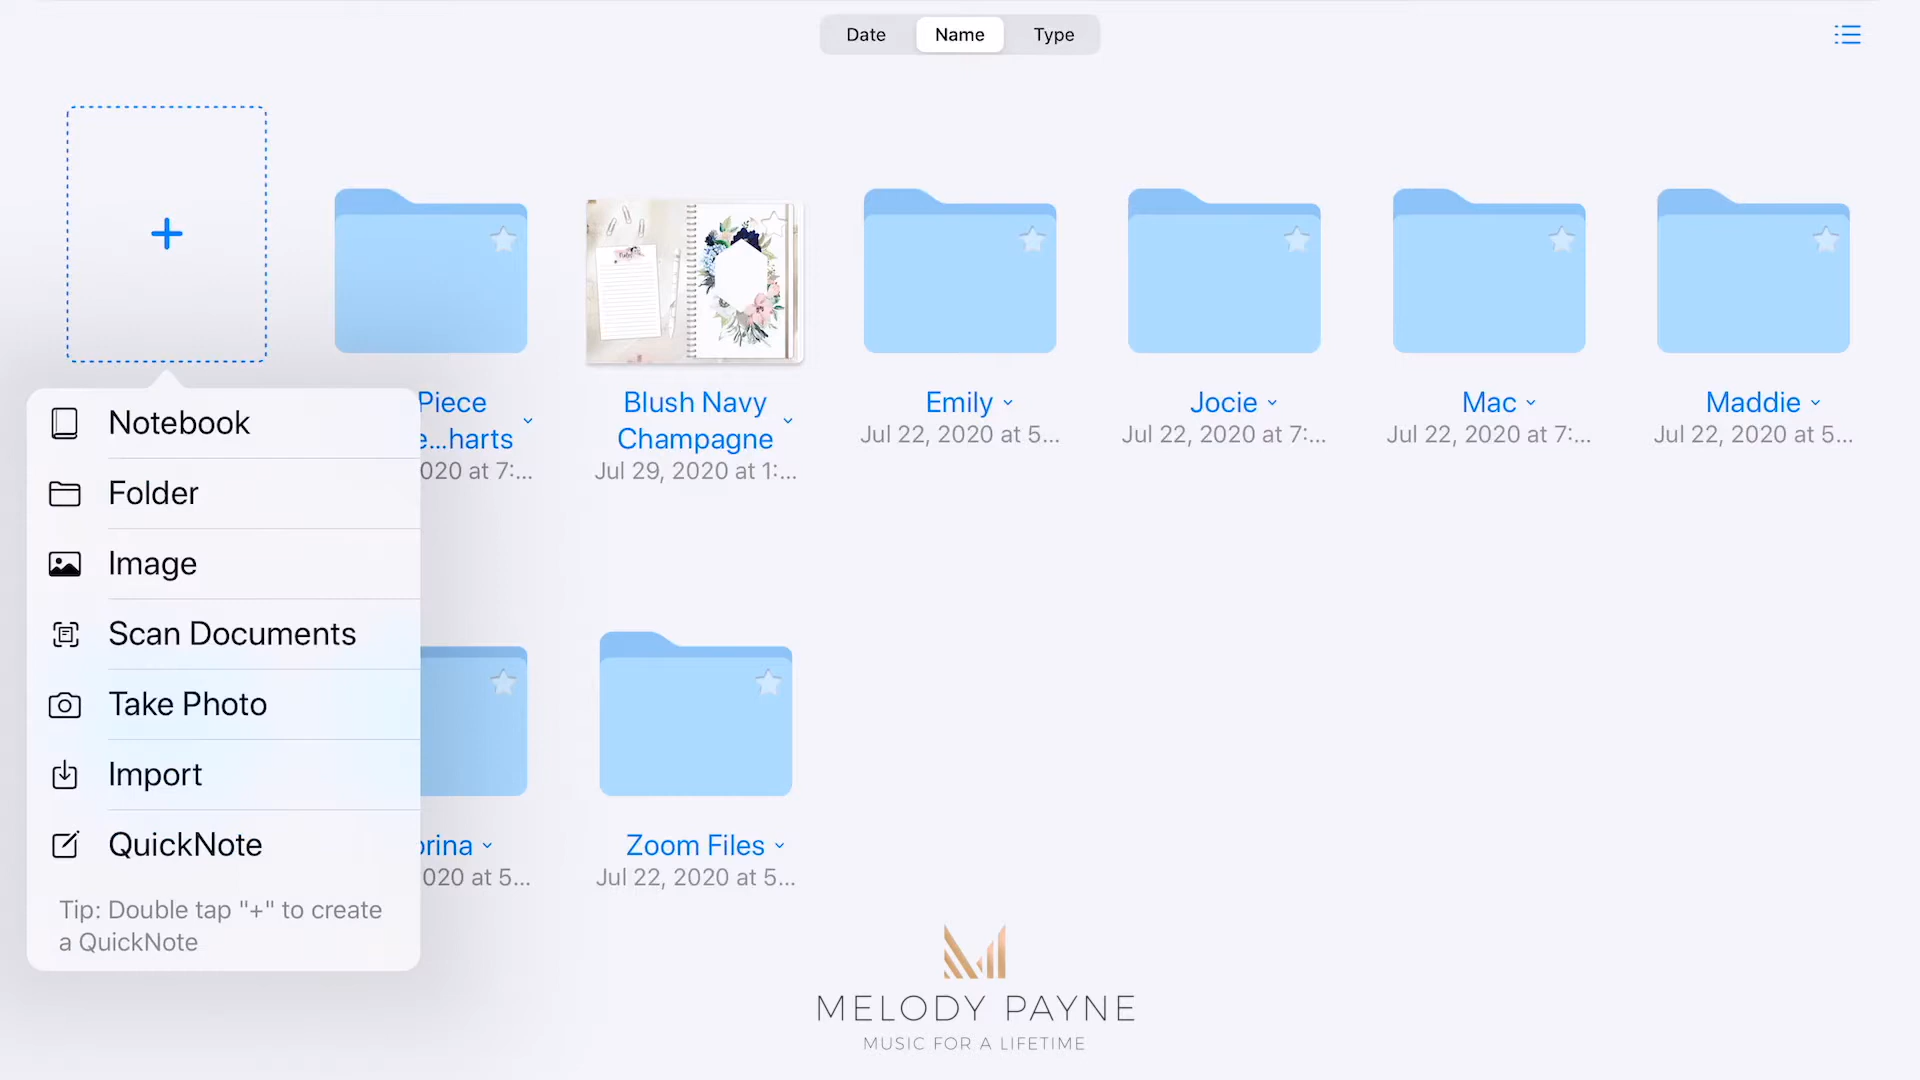 Date
Name
Type
Piece
e...harts
020 at 7:...
Blush Navy
Champagne
Jul 29, 2020 at 1:...
Emily
Jul 22, 2020 at 5...
Jocie
Jul 22, 2020 at 7:...
Mac
Jul 22, 2020 at 7:...
Maddie
Jul 22, 2020 at 5...
Notebook
Folder
Image
Scan Documents
Take Photo
Import
QuickNote
Tip: Double tap "+" to create
a QuickNote
rina
020 at 5...
Zoom Files
Jul 22, 2020 at 5...
MELODY PAYNE
MUSIC FOR A LIFETIME